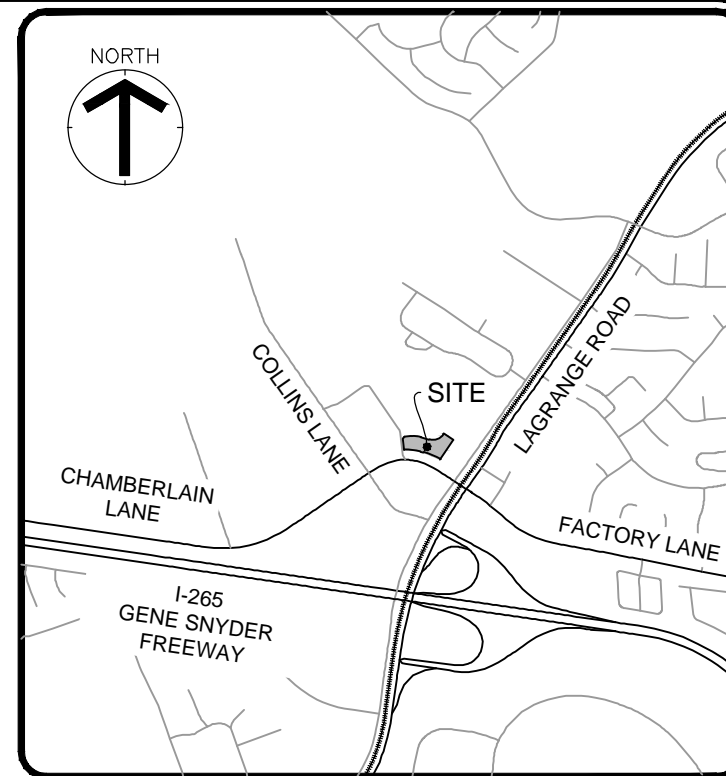 NORTH
COLLINS LANE
SITE
LAGRANGE ROAD
CHAMBERLAIN
LANE
FACTORY LANE
I-265
GENE SNYDER
FREEWAY